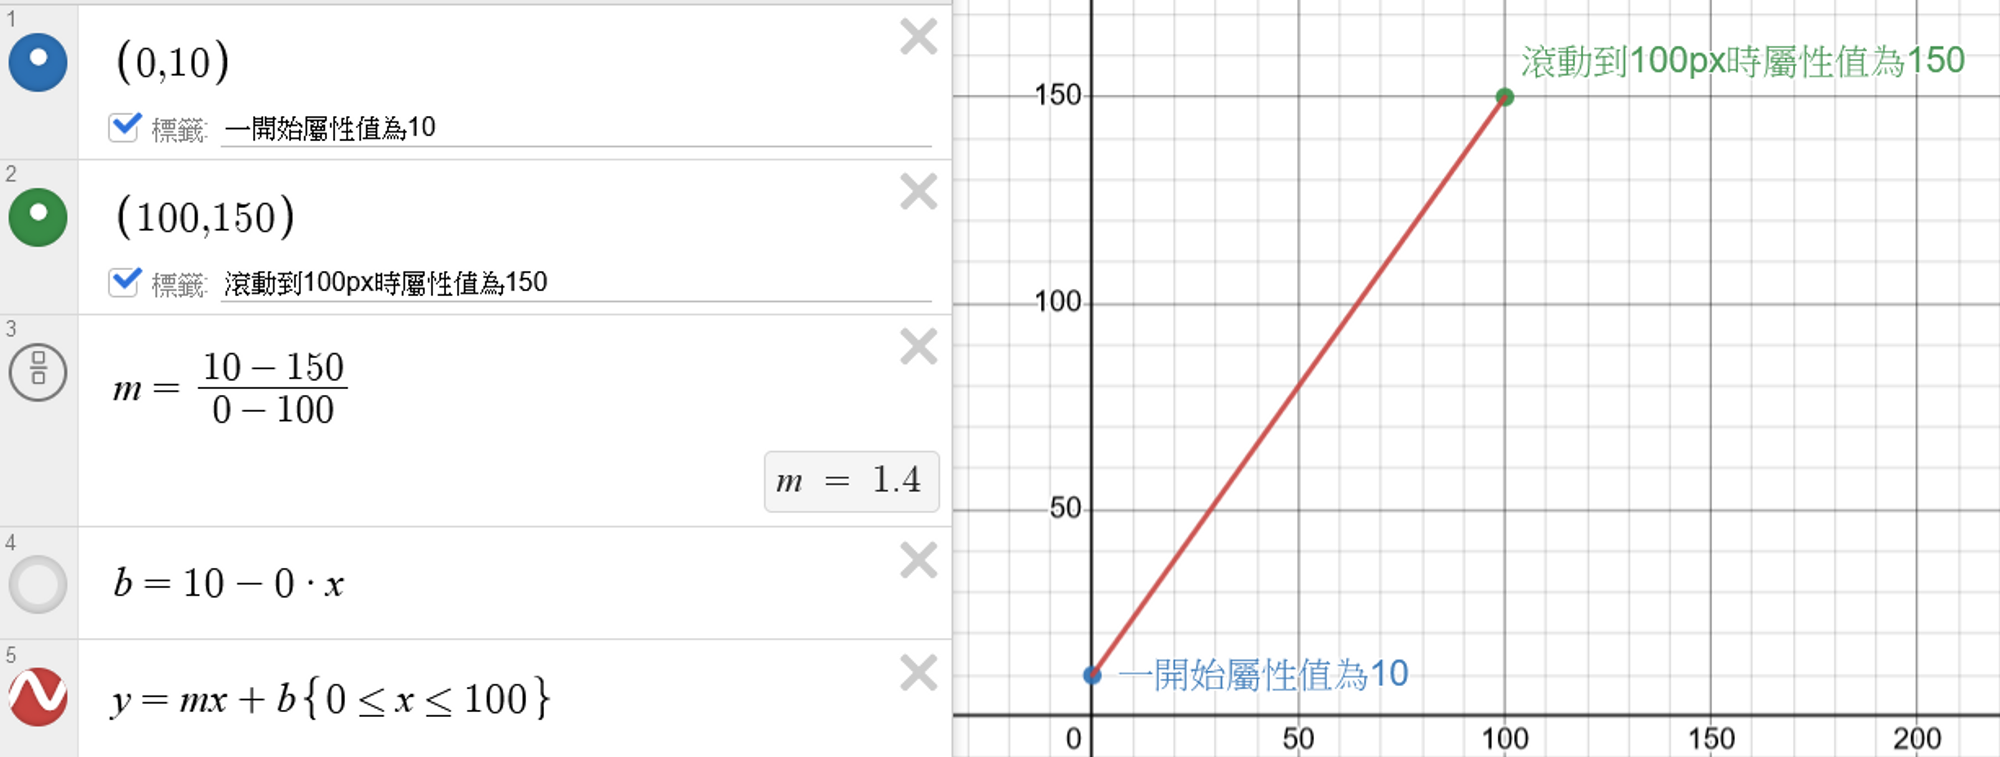 1
(0,10)
標籤: 一開始屬性值為10
2
(100,150)
標籤: 滾動到100px時屬性值為150
3
m = \frac{10 − 150}{0 − 100}
m = 1.4
4
b = 10 − 0 · x
5
y = mx + b{0 ≤ x ≤ 100}
滾動到100px時屬性值為150
150
100
50
一開始屬性值為10
0 50 100 150 200